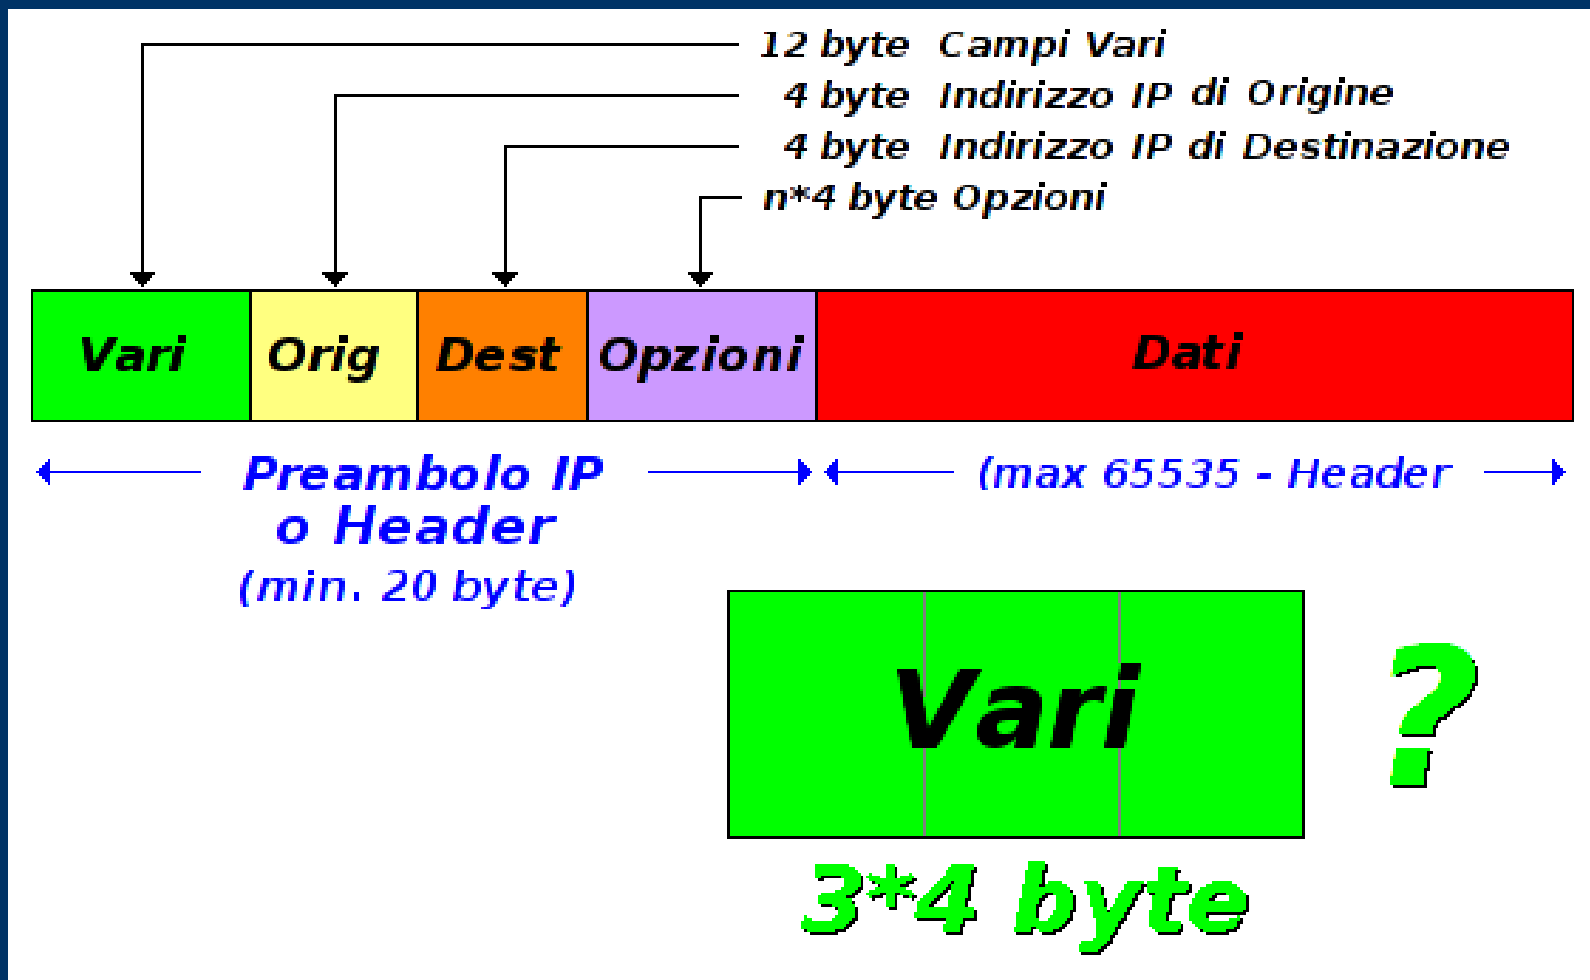 12 byte Campi Vari
4 byte Indirizzo IP di Origine
4 byte Indirizzo IP di Destinazione
n*4 byte Opzioni
Vari Orig Dest Opzioni Dati
Preambolo IP
o Header
(min. 20 byte)
(max 65535 - Header
Vari
?
3*4 byte